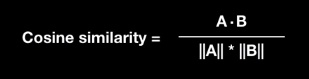 Cosine similarity =
A · B
||A|| * ||B||